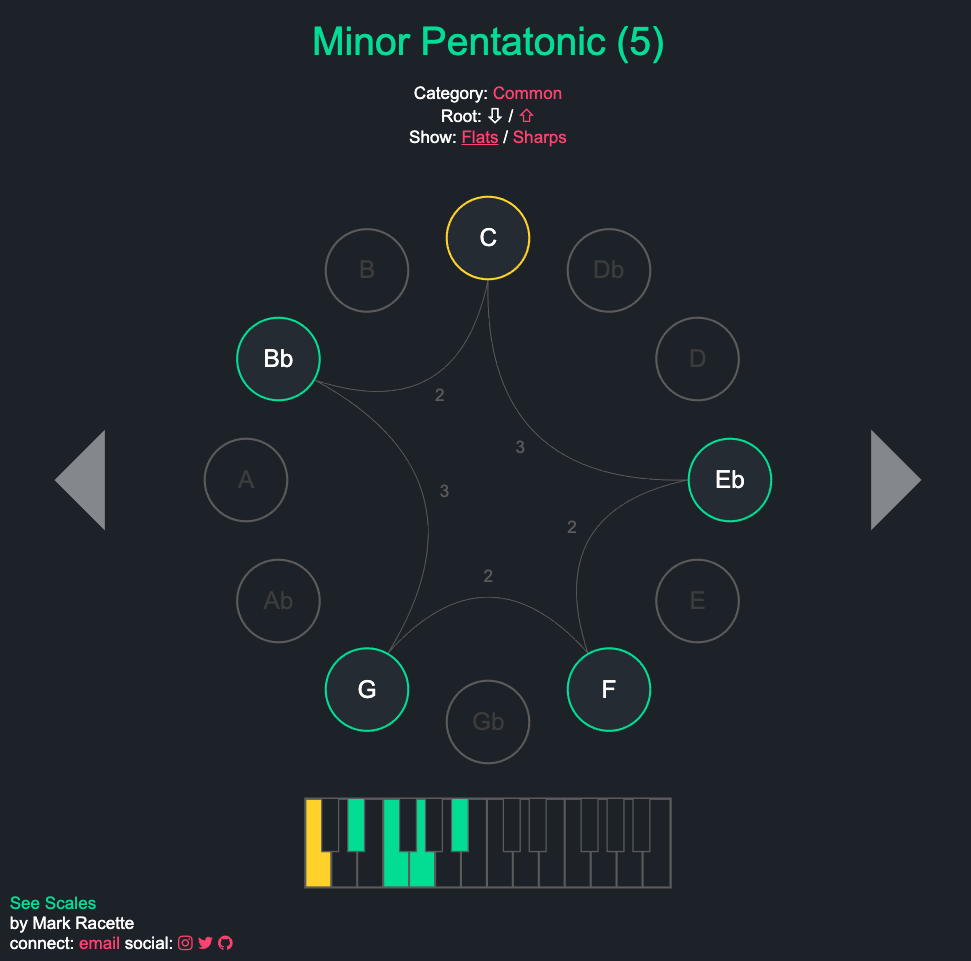 Minor Pentatonic (5)
Category: Common
Root: ⇩ / ⇧
Show: Flats / Sharps
C
B
Db
Bb
D
2
3
A
3
Eb
2
2
Ab
E
G
F
Gb
See Scales
by Mark Racette
connect: email social: